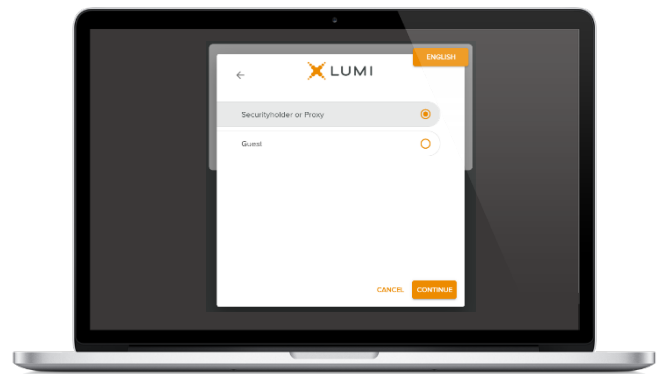 ENGLISH
LUMI
Securityholder or Proxy
Guest
CANCEL
CONTINUE